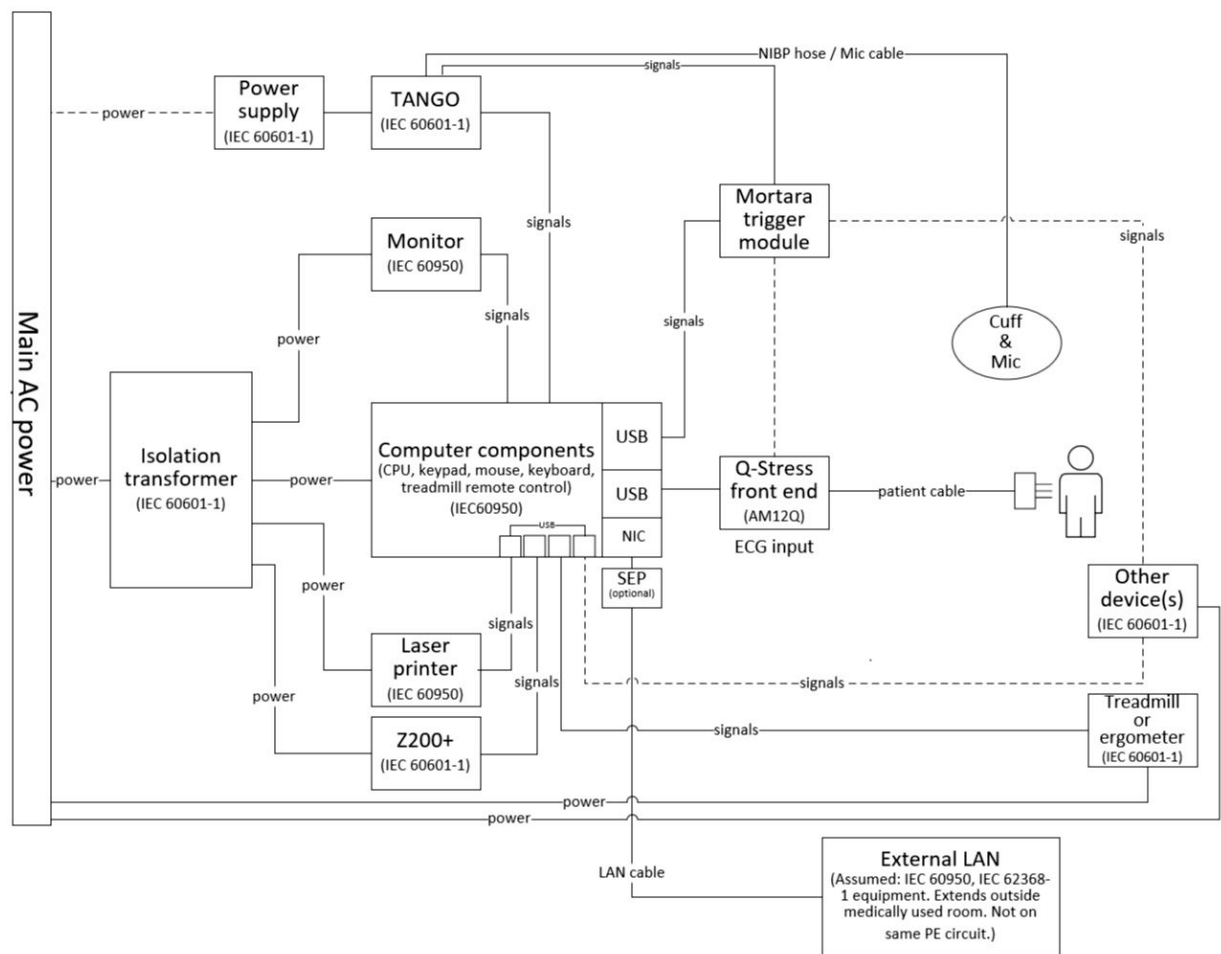 NIBP hose / Mic cable
signals
Power
supply
(IEC 60601-1)
TANGO
(IEC 60601-1)
power
Mortara
trigger
module
signals
signals
Monitor
(IEC 60950)
signals
signals
power
Cuff
&
Mic
Main AC power
Isolation
transformer
(IEC 60601-1)
power
power
Computer components
(CPU, keypad, mouse, keyboard,
treadmill remote control)
(IEC60950)
USB
USB
NIC
USB
Q-Stress
front end
(AM12Q)
ECG input
patient cable
SEP
(optional)
power
signals
Other
device(s)
(IEC 60601-1)
Laser
printer
(IEC 60950)
signals
signals
power
Z200+
(IEC 60601-1)
signals
Treadmill
or
ergometer
(IEC 60601-1)
power
power
LAN cable
External LAN
(Assumed: IEC 60950, IEC 62368-
1 equipment. Extends outside
medically used room. Not on
same PE circuit.)